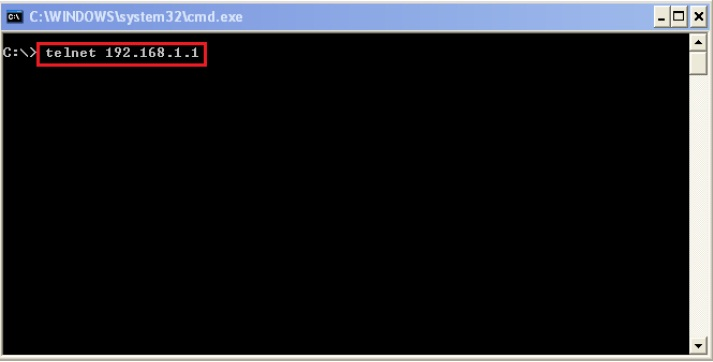 C:\WINDOWS\system32\cmd.exe
C:\> telnet 192.168.1.1